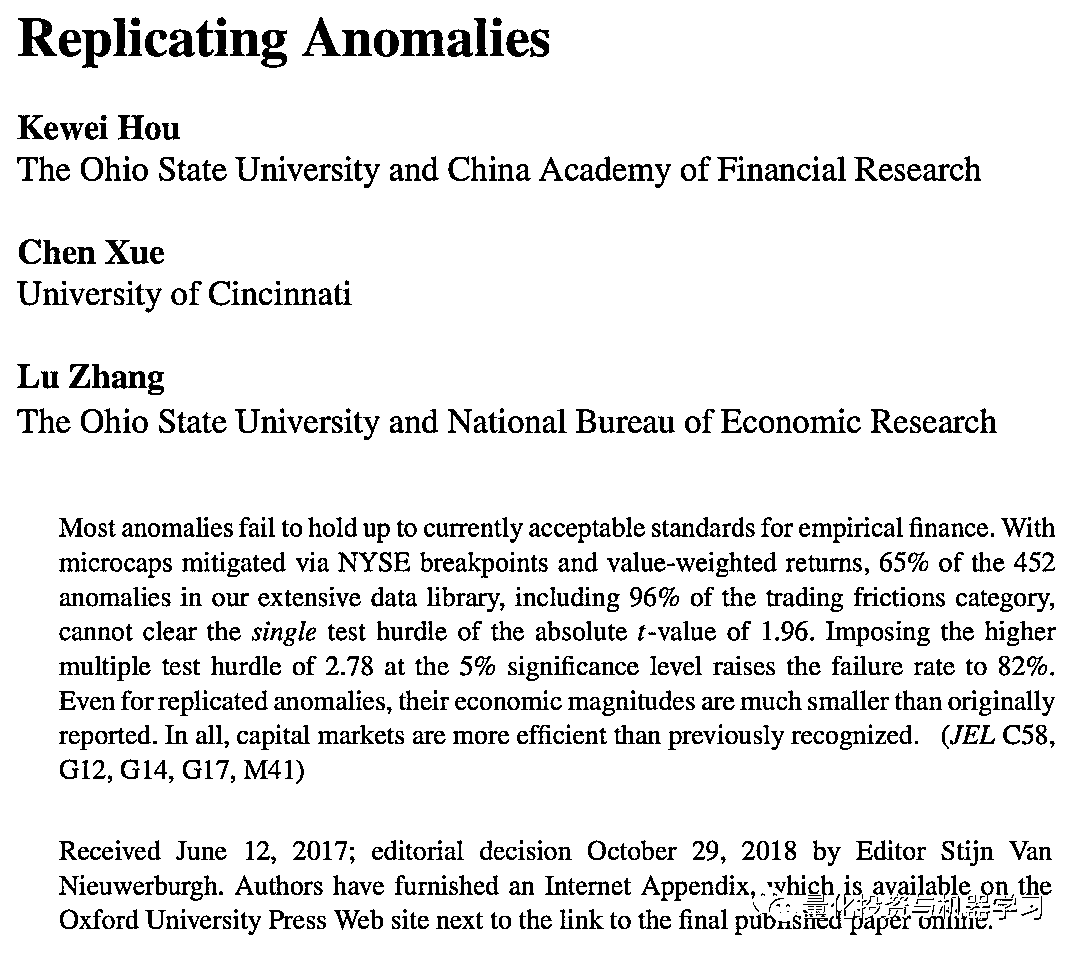 Replicating Anomalies
Kewei Hou
The Ohio State University and China Academy of Financial Research
Chen Xue
University of Cincinnati
Lu Zhang
The Ohio State University and National Bureau of Economic Research
Most anomalies fail to hold up to currently acceptable standards for empirical finance. With
microcaps mitigated via NYSE breakpoints and value-weighted returns, 65% of the 452
anomalies in our extensive data library, including 96% of the trading frictions category,
cannot clear the single test hurdle of the absolute t-value of 1.96. Imposing the higher
multiple test hurdle of 2.78 at the 5% significance level raises the failure rate to 82%.
Even for replicated anomalies, their economic magnitudes are much smaller than originally
reported. In all, capital markets are more efficient than previously recognized. (JEL C58,
G12, G14, G17, M41)
Received June 12, 2017; editorial decision October 29, 2018 by Editor Stijn Van
Nieuwerburgh. Authors have furnished an Internet Appendix, which is available on the
Oxford University Press Web site next to the link to the final published paper online.
量化投资与机器学习